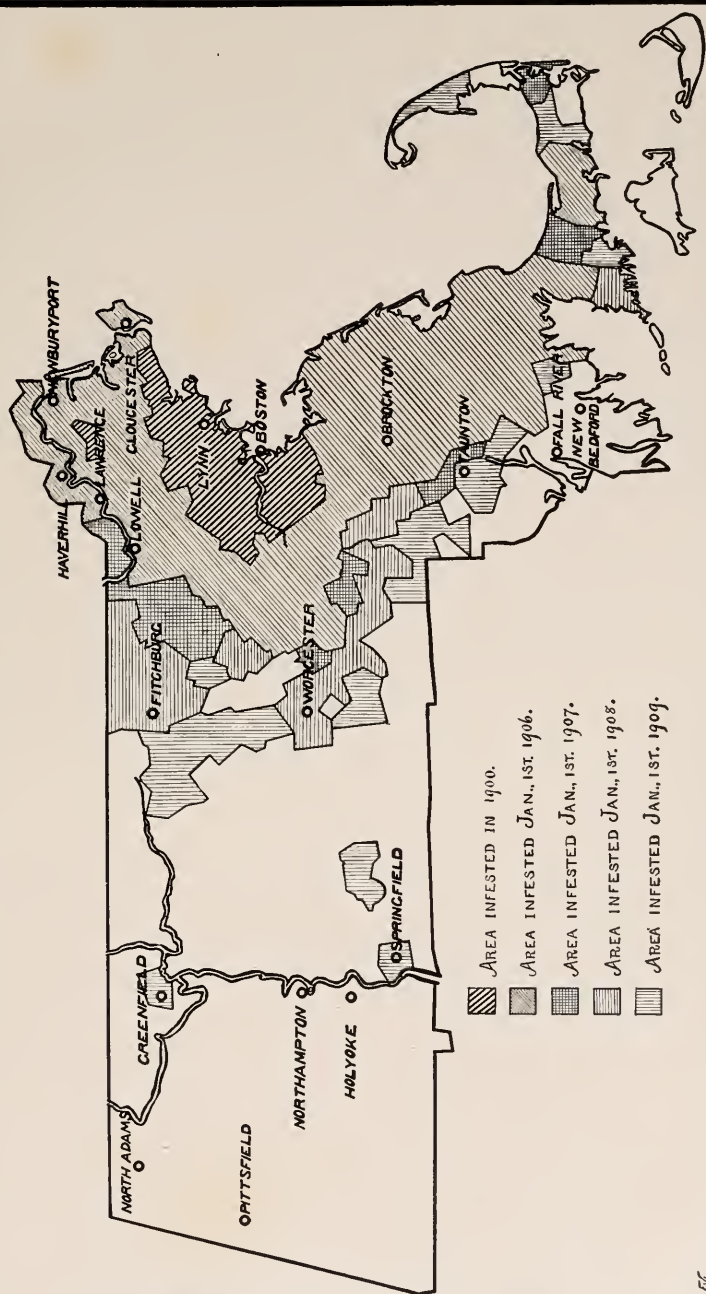 NEWBURYPORT
HAVERHILL
LAWRENCE
GLOUCESTER
LOWELL
LYNN
BOSTON
FITCHBURG
WORCESTER
BROCKTON
TAUNTON
FALL RIVER
NEW
BEDFORD
GREENFIELD
NORTH ADAMS
PITTSFIELD
NORTHAMPTON
HOLYOKE
SPRINGFIELD
AREA INFESTED IN 1900.
AREA INFESTED JAN., 1ST. 1906.
AREA INFESTED JAN., 1ST. 1907.
AREA INFESTED JAN., 1ST. 1908.
AREA INFESTED JAN., 1ST. 1909.